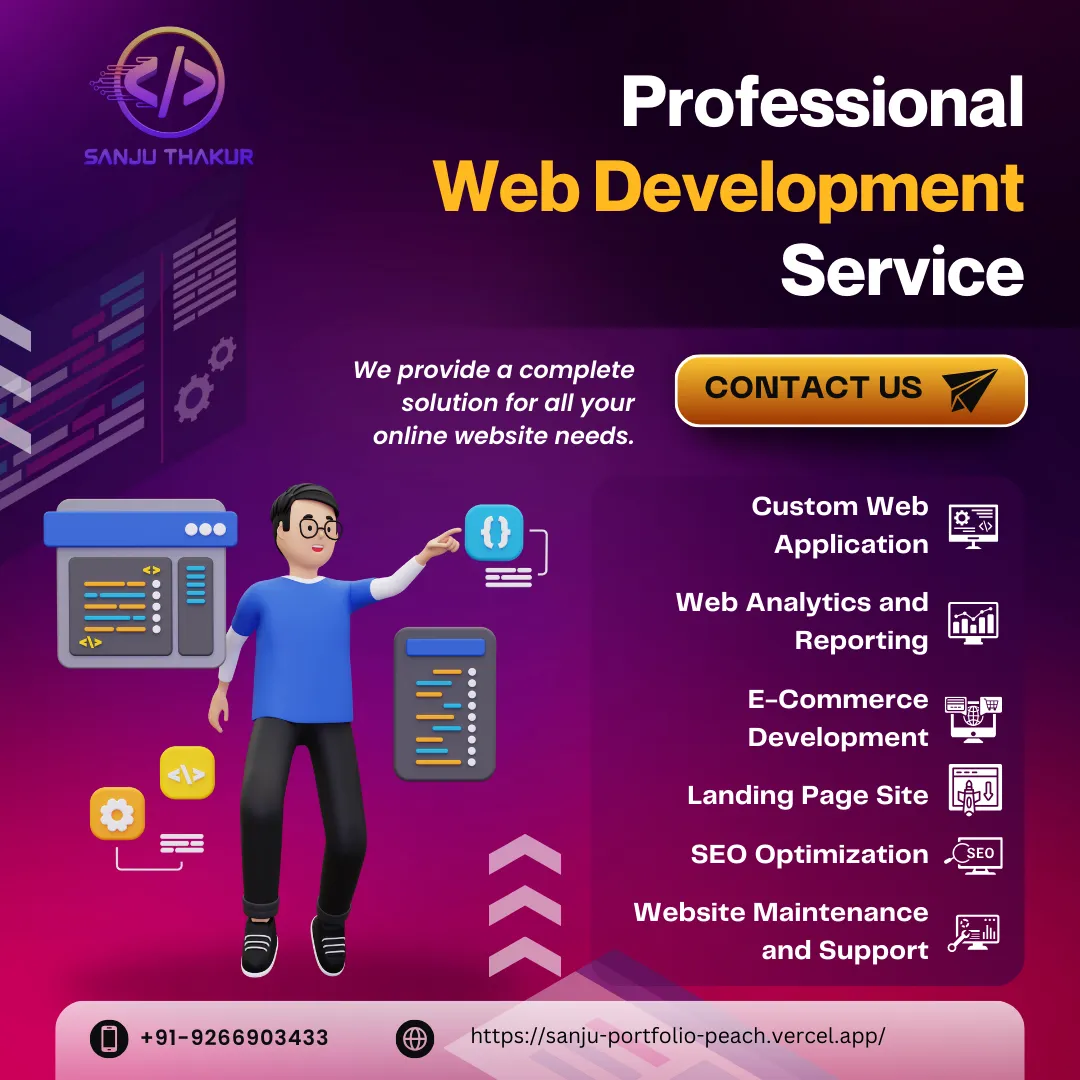 SANJU THAKUR
Professional
Web Development
Service
We provide a complete
solution for all your
online website needs.
CONTACT US
Custom Web
Application
Web Analytics and
Reporting
E-Commerce
Development
Landing Page Site
SEO Optimization
SEO
Website Maintenance
and Support
+91-9266903433
https://sanju-portfolio-peach.vercel.app/